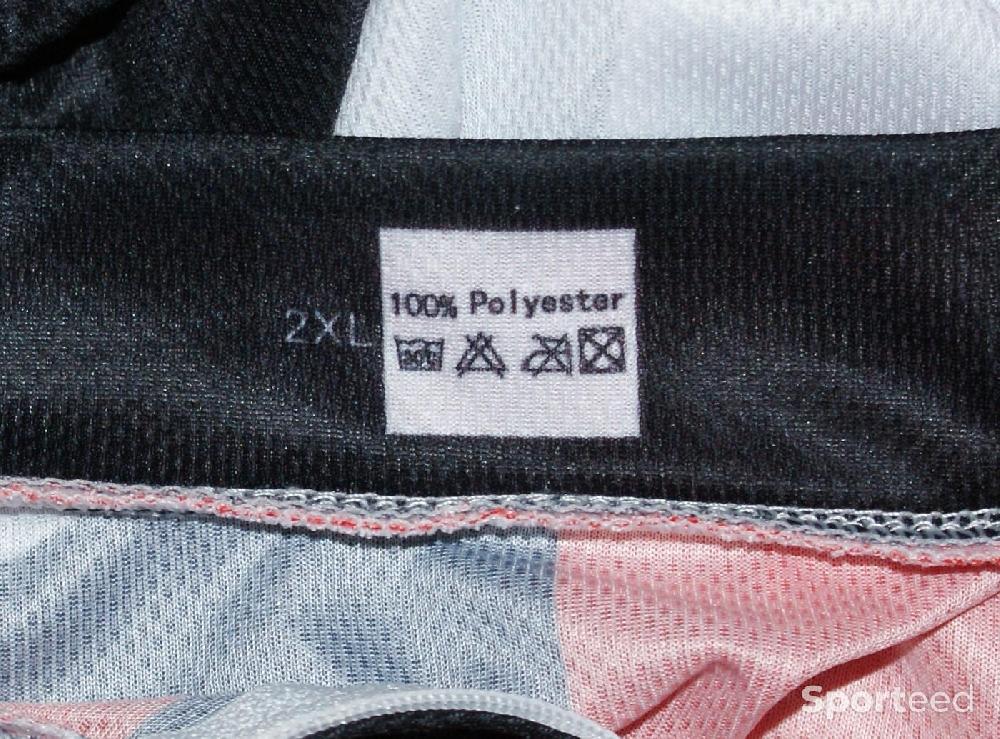 2XL
100% Polyester
Sporteed